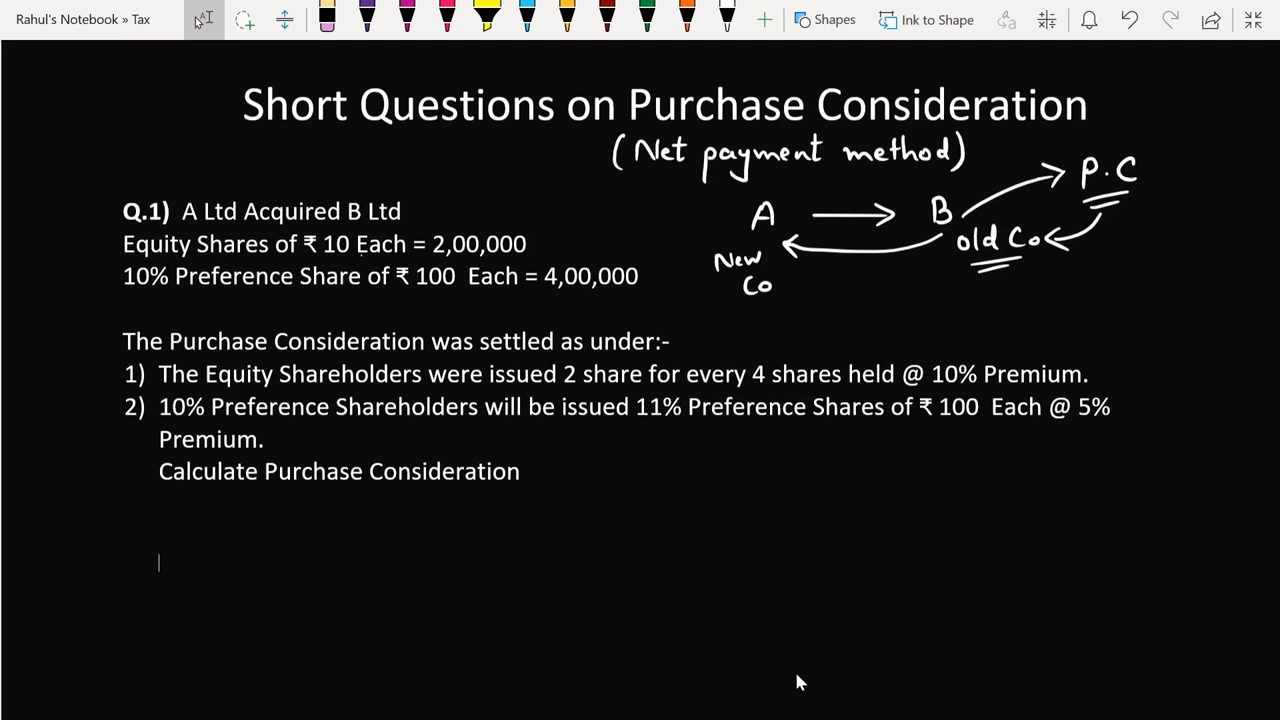 Rahul's Notebook » Tax
Shapes
Ink to Shape
Short Questions on Purchase Consideration
(Net payment method)
P.C
Q.1) A Ltd Acquired B Ltd
A B
Equity Shares of ₹ 10 Each = 2,00,000
old Co
10% Preference Share of ₹ 100 Each = 4,00,000
New
Co
The Purchase Consideration was settled as under:-
1) The Equity Shareholders were issued 2 share for every 4 shares held @ 10% Premium.
2) 10% Preference Shareholders will be issued 11% Preference Shares of ₹ 100 Each @ 5%
Premium.
Calculate Purchase Consideration